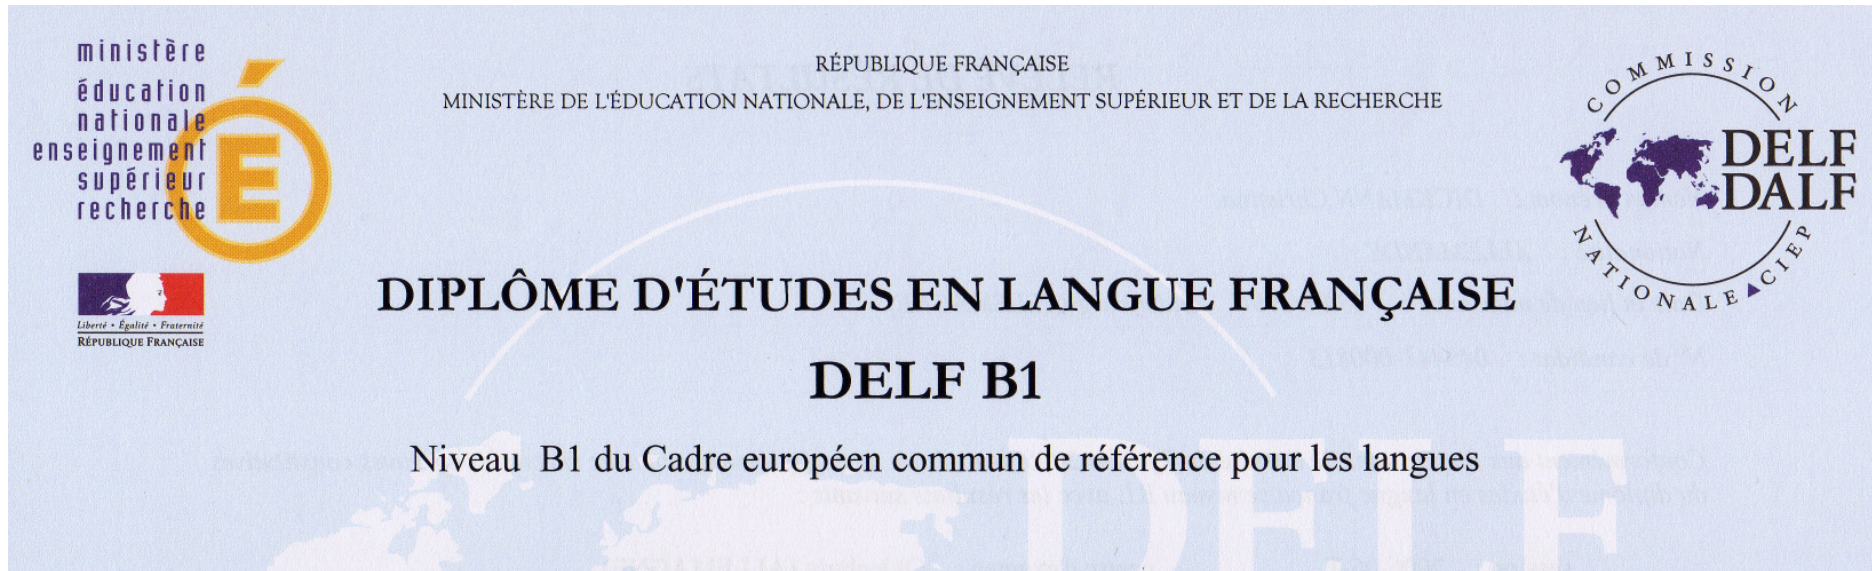 ministère
éducation
nationale
enseignement
supérieur
recherche
É
Liberté • Égalité • Fraternité
RÉPUBLIQUE FRANÇAISE
RÉPUBLIQUE FRANÇAISE
MINISTÈRE DE L'ÉDUCATION NATIONALE, DE L'ENSEIGNEMENT SUPÉRIEUR ET DE LA RECHERCHE
COMMISSION
DELF
DALF
NATIONALE CIEP
DIPLÔME D'ÉTUDES EN LANGUE FRANÇAISE
DELF B1
Niveau B1 du Cadre européen commun de référence pour les langues
DELF